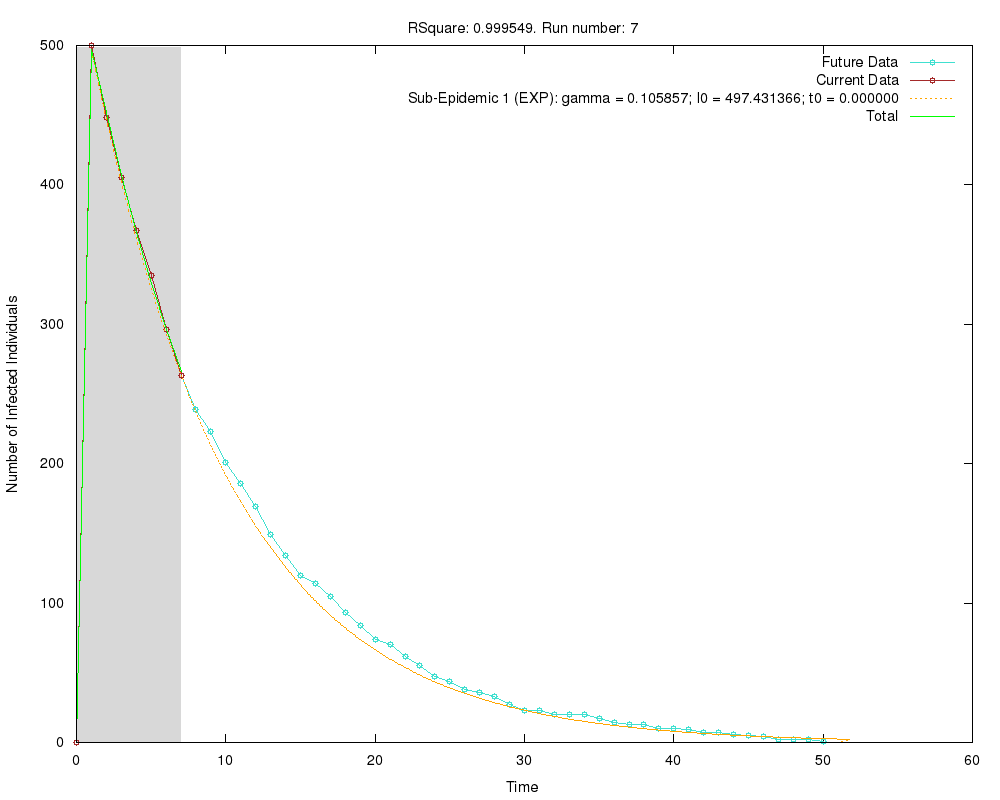 RSquare: 0.999549. Run number: 7
Future Data
Current Data
Sub-Epidemic 1 (EXP): gamma = 0.105857; I0 = 497.431366; t0 = 0.000000
Total
500
400
300
200
100
0
Number of Infected Individuals
0 10 20 30 40 50 60
Time